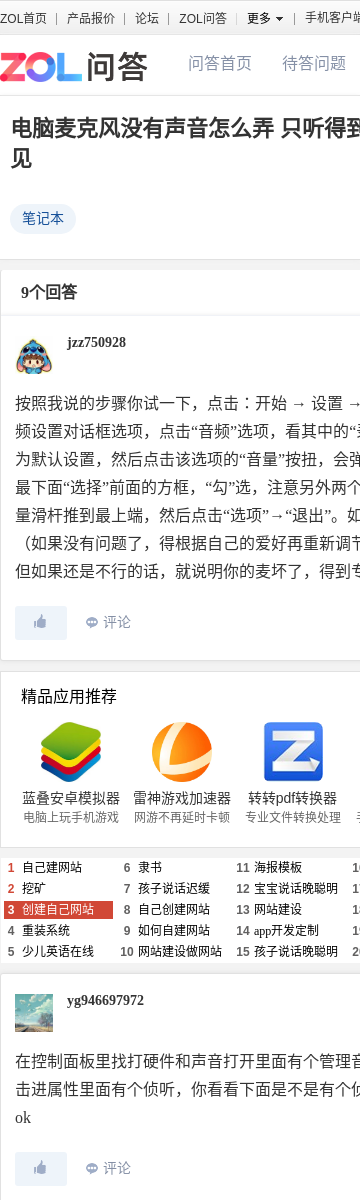 ZOL首页 | 产品报价 | 论坛 | ZOL问答 | 更多 | 手机客户端
ZOL问答 问答首页 待答问题
电脑麦克风没有声音怎么弄 只听得到
见
笔记本
9个回答
jzz750928
按照我说的步骤你试一下，点击：开始 → 设置 →
频设置对话框选项，点击“音频”选项，看其中的“
为默认设置，然后点击该选项的“音量”按扭，会弹
最下面“选择”前面的方框，“勾”选，注意另外两个
量滑杆推到最上端，然后点击“选项”→“退出”。如
（如果没有问题了，得根据自己的爱好再重新调节
但如果还是不行的话，就说明你的麦坏了，得到专
评论
精品应用推荐
蓝叠安卓模拟器 雷神游戏加速器 转转pdf转换器
电脑上玩手机游戏 网游不再延时卡顿 专业文件转换处理
1 自己建网站 6 隶书 11 海报模板
2 挖矿 7 孩子说话迟缓 12 宝宝说话晚聪明
3 创建自己网站 8 自己创建网站 13 网站建设
4 重装系统 9 如何自建网站 14 app开发定制
5 少儿英语在线 10 网站建设做网站 15 孩子说话晚聪明
yg946697972
在控制面板里找打硬件和声音打开里面有个管理音
击进属性里面有个侦听，你看看下面是不是有个侦
ok
评论